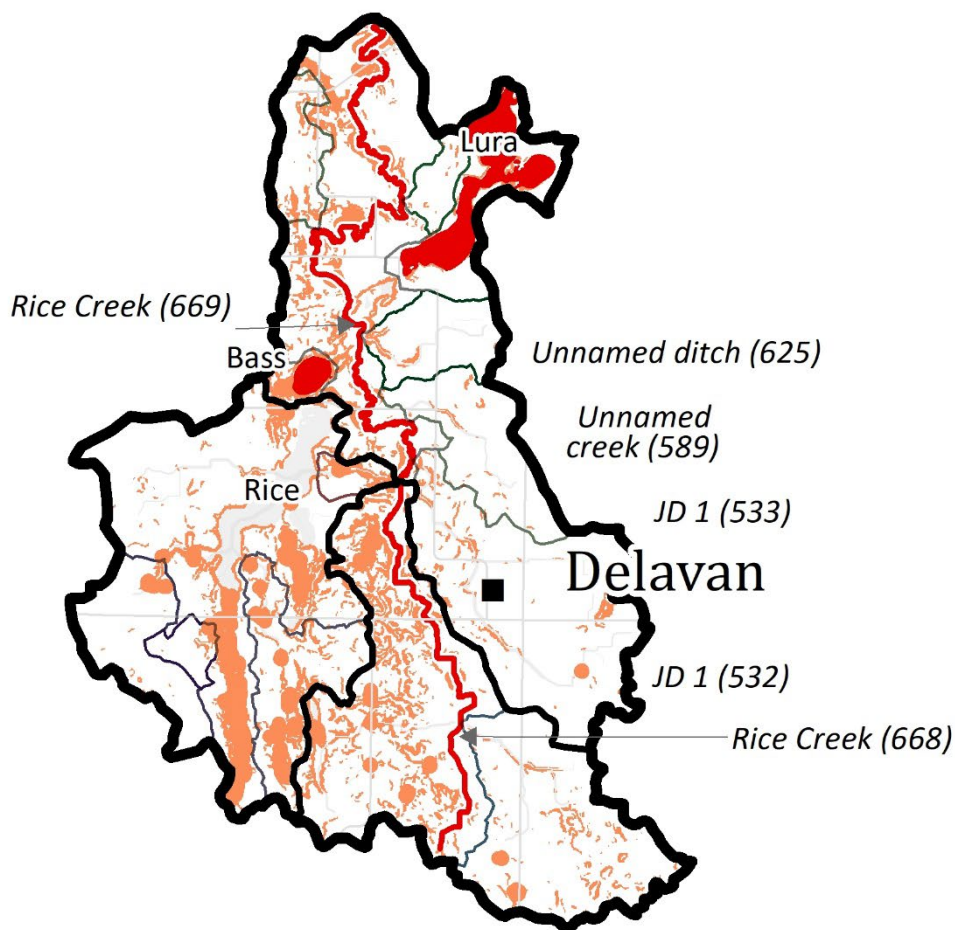 Lura
Rice Creek (669)
Bass
Unnamed ditch (625)
Unnamed
creek (589)
Rice
JD 1 (533)
Delavan
JD 1 (532)
Rice Creek (668)